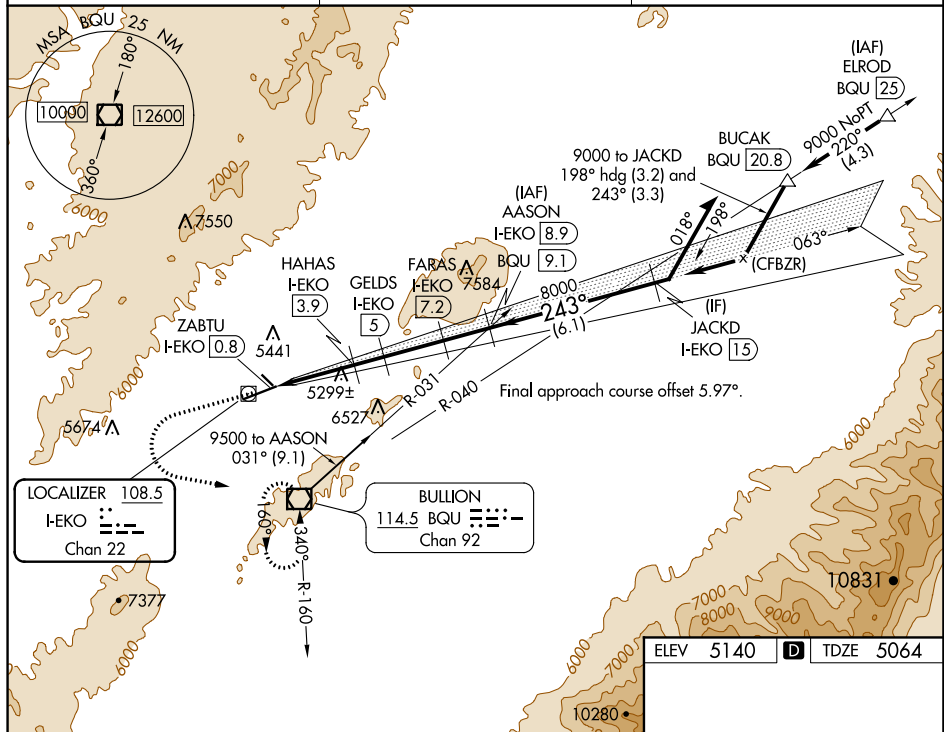 MSA BQU 25 NM
180°
10000
12600
360°
6000
7000
7550
(IAF)
ELROD
BQU 25
9000 NoPT
220°
(4.3)
BUCAK
BQU 20.8
9000 to JACKD
198° hdg (3.2) and
243° (3.3)
018°
198°
063°
(CFBZR)
(IAF)
AASON
I-EKO 8.9
BQU 9.1
FARAS
I-EKO
7.2
7584
HAHAS
I-EKO
3.9
GELDS
I-EKO
5
8000
243°
(6.1)
(IF)
JACKD
I-EKO 15
ZABTU
I-EKO 0.8
5441
5299±
6527
R-031
R-040
Final approach course offset 5.97°.
6000
5674
9500 to AASON
031° (9.1)
6000
LOCALIZER 108.5
I-EKO
Chan 22
BULLION
114.5 BQU
Chan 92
160°
340°
R-160
7377
6000
10831
7000
8000
9000
6000
7000
10280
ELEV 5140 D TDZE 5064